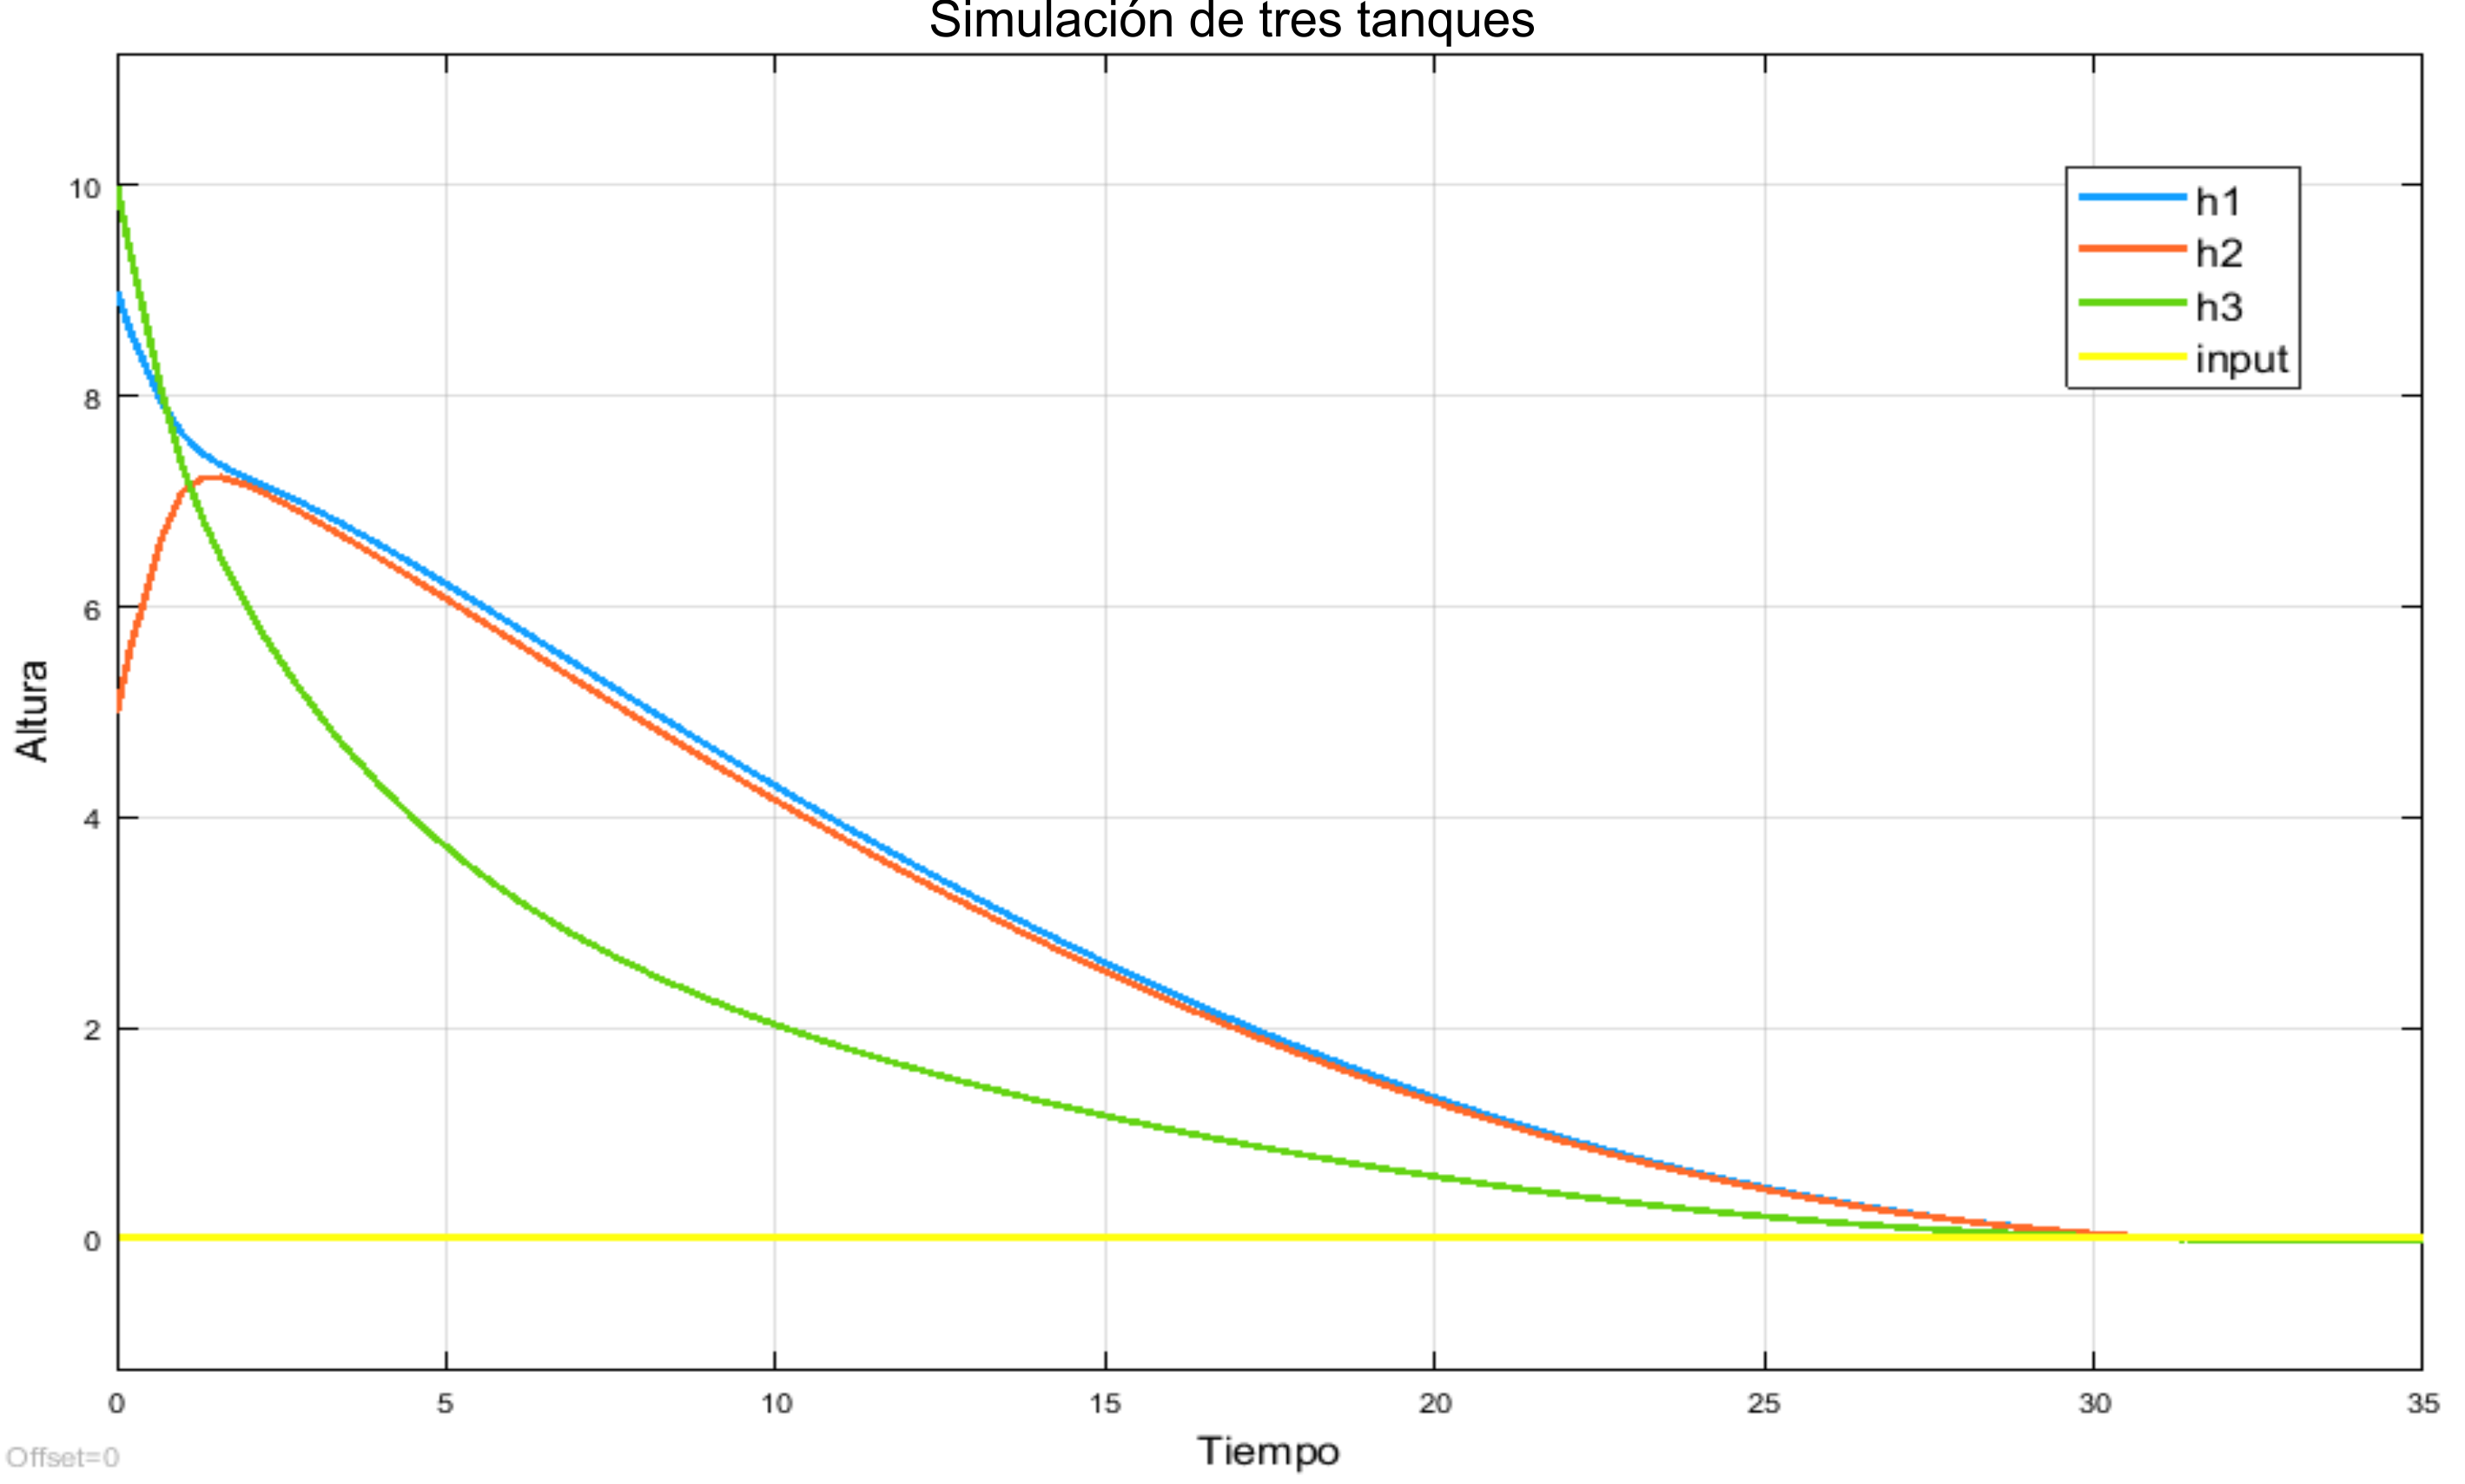 Simulación de tres tanques
10
8
6
4
2
0
Altura
h1
h2
h3
input
0 5 10 15 20 25 30 35
Tiempo
Offset=0